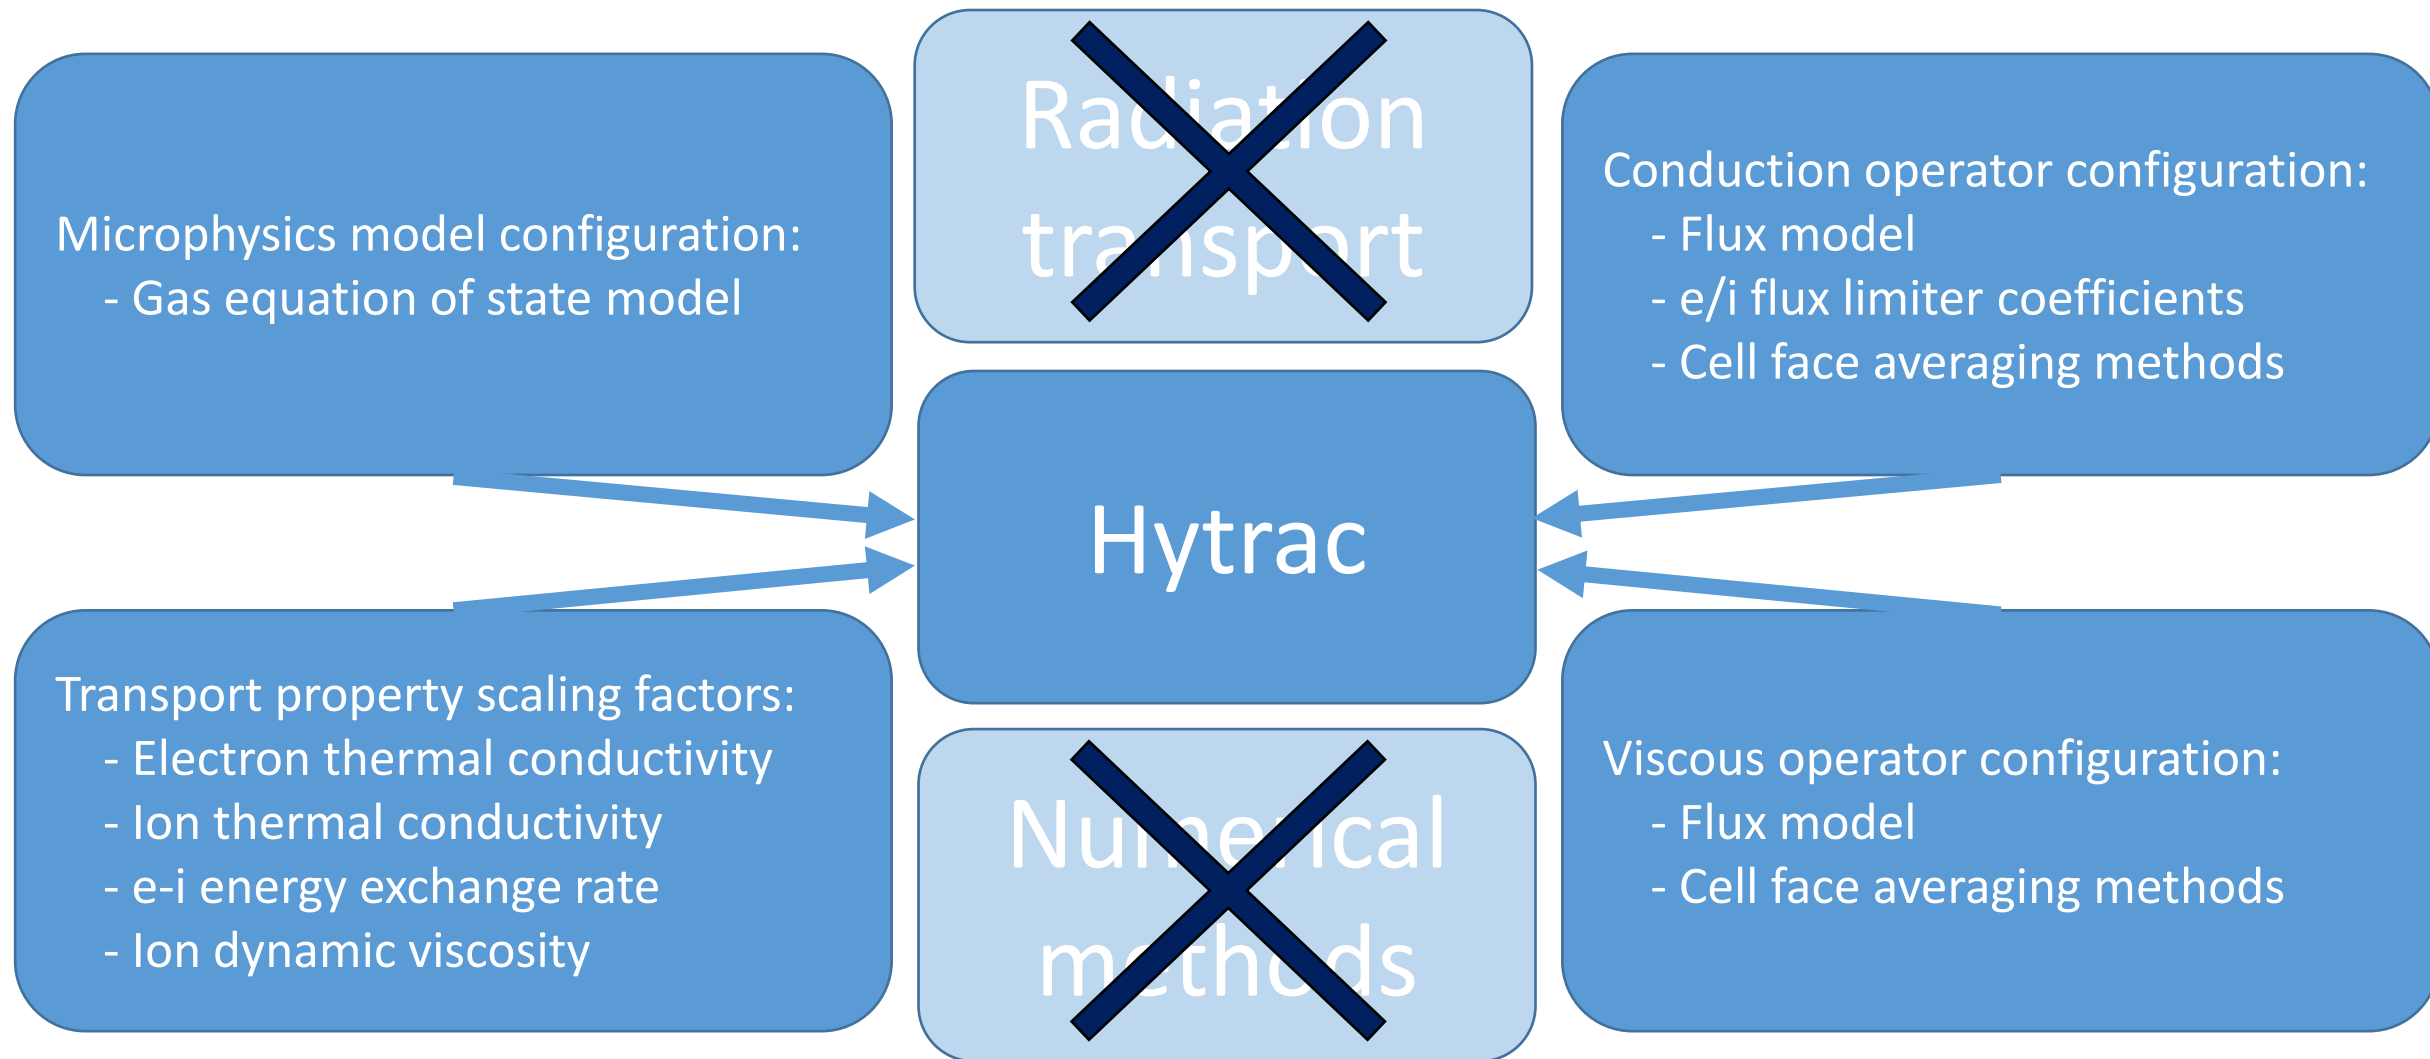 Microphysics model configuration:
- Gas equation of state model
Radiation
transport
Conduction operator configuration:
- Flux model
- e/i flux limiter coefficients
- Cell face averaging methods
Hytrac
Transport property scaling factors:
- Electron thermal conductivity
- Ion thermal conductivity
- e-i energy exchange rate
- Ion dynamic viscosity
Numerical
methods
Viscous operator configuration:
- Flux model
- Cell face averaging methods